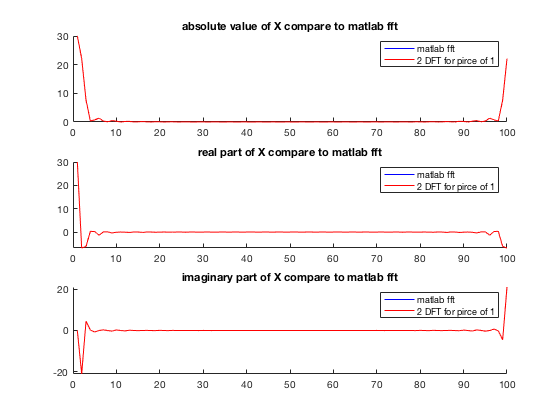 absolute value of X compare to matlab fft
30
20
10
0
matlab fft
2 DFT for pirce of 1
0 10 20 30 40 50 60 70 80 90 100
real part of X compare to matlab fft
30
20
10
0
matlab fft
2 DFT for pirce of 1
0 10 20 30 40 50 60 70 80 90 100
imaginary part of X compare to matlab fft
20
0
-20
matlab fft
2 DFT for pirce of 1
0 10 20 30 40 50 60 70 80 90 100